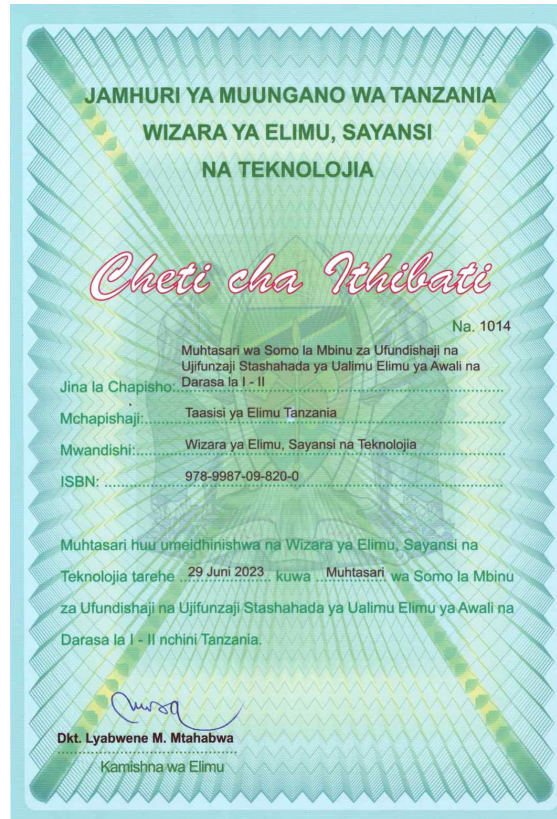 JAMHURI YA MUUNGANO WA TANZANIA
WIZARA YA ELIMU, SAYANSI
NA TEKNOLOJIA
Cheti cha Ithibati
Na. 1014
Muhtasari wa Somo la Mbinu za Ufundishaji na
Ujifunzaji Stashahada ya Ualimu Elimu ya Awali na
Jina la Chapisho: Darasa la I - II
Mchapishaji: Taasisi ya Elimu Tanzania
Mwandishi: Wizara ya Elimu, Sayansi na Teknolojia
ISBN: 978-9987-09-820-0
Muhtasari huu umeidhinishwa na Wizara ya Elimu, Sayansi na
Teknolojia tarehe 29 Juni 2023 kuwa Muhtasari wa Somo la Mbinu
za Ufundishaji na Ujifunzaji Stashahada ya Ualimu Elimu ya Awali na
Darasa la I - II nchini Tanzania.
Dkt. Lyabwene M. Mtahabwa
Kamishna wa Elimu